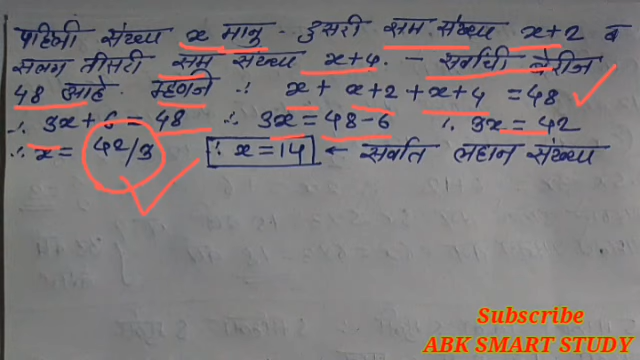 पहिली संख्या x मानु - दुसरी सम संख्या x+2 व
सलग तीसरी सम संख्या x+4. - सर्वांची बेरीज
48 आहे म्हणजे ∴ x + x+2 + x+4 = 48
∴ 3x + 6 = 48 ∴ 3x = 48-6 ∴ 3x = 42
∴ x = 42/3 ∴ x = 14 ← सर्वात लहान संख्या
Subscribe
ABK SMART STUDY